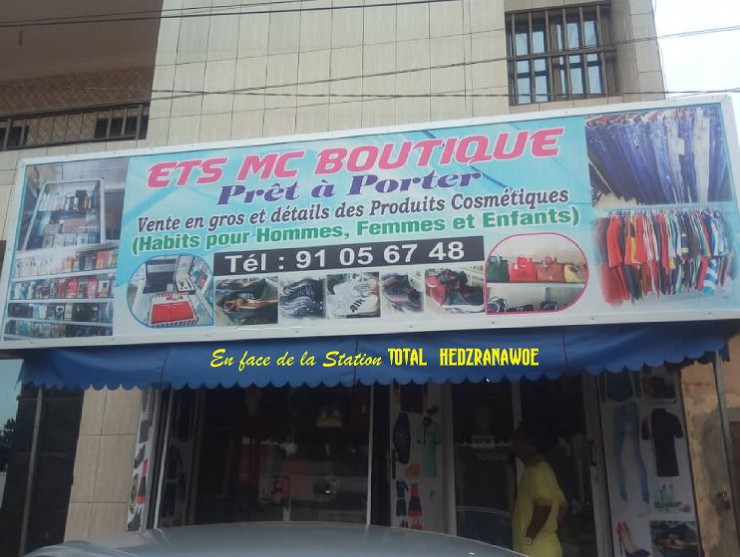 ETS MC BOUTIQUE
Prêt à Porter
Vente en gros et détails des Produits Cosmétiques
(Habits pour Hommes, Femmes et Enfants)
Tél : 91 05 67 48
AIR
En face de la Station TOTAL HEDZRANAWOE